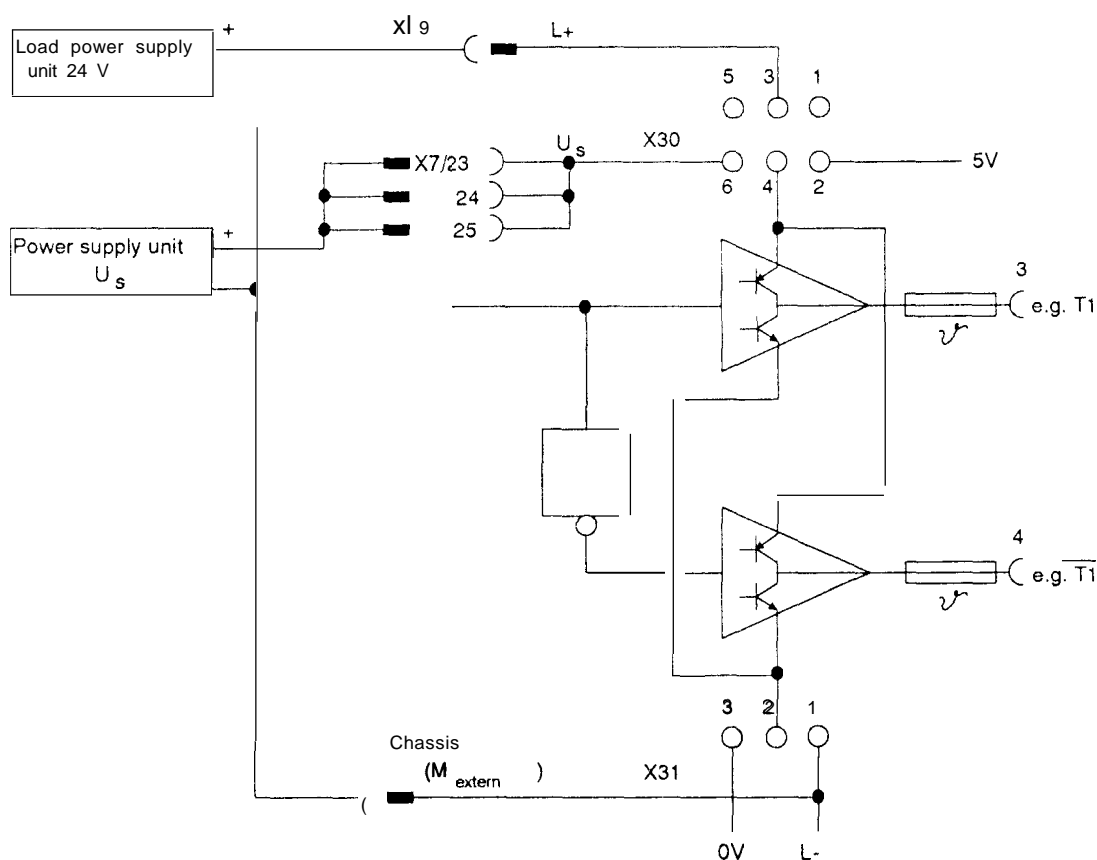 + xl 9 L+
Load power supply
unit 24 V
5 3 1
U s X30
X7/23 5V
24 6 4 2
25
+
Power supply unit
U s
3
e.g. T1
ϑ
4
e.g. T1̅
ϑ
3 2 1
Chassis
(M extern ) X31
(
0V L-